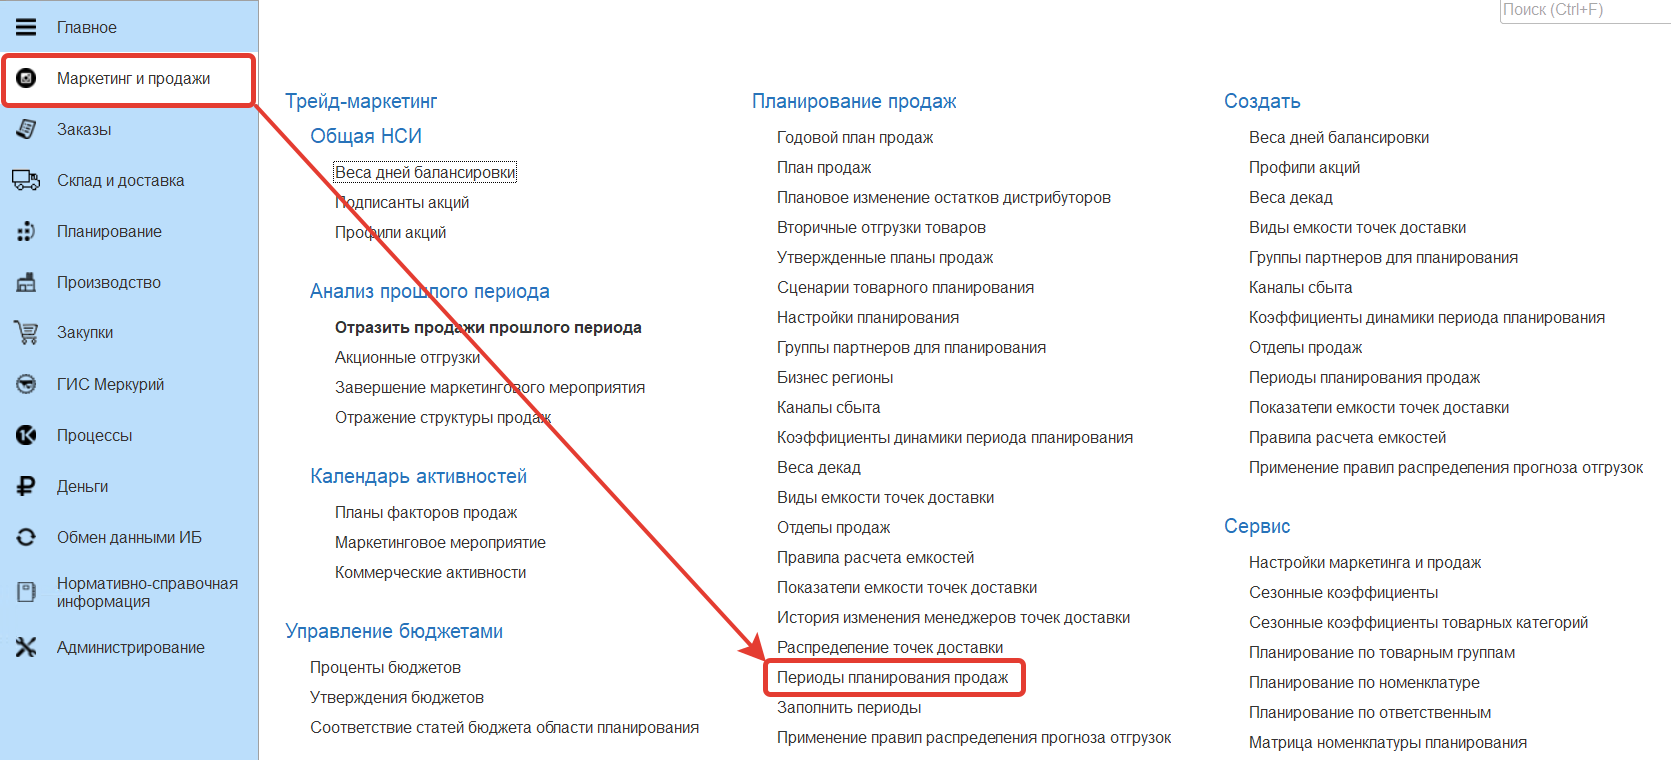 Главное
Маркетинг и продажи
Заказы
Склад и доставка
Планирование
Производство
Закупки
ГИС Меркурий
Процессы
Деньги
Обмен данными ИБ
Нормативно-справочная
информация
Администрирование
Поиск (Ctrl+F)
Трейд-маркетинг
Общая НСИ
Веса дней балансировки
Подписанты акций
Профили акций
Анализ прошлого периода
Отразить продажи прошлого периода
Акционные отгрузки
Завершение маркетингового мероприятия
Отражение структуры продаж
Календарь активностей
Планы факторов продаж
Маркетинговое мероприятие
Коммерческие активности
Управление бюджетами
Проценты бюджетов
Утверждения бюджетов
Соответствие статей бюджета области планирования
Планирование продаж
Годовой план продаж
План продаж
Плановое изменение остатков дистрибуторов
Вторичные отгрузки товаров
Утвержденные планы продаж
Сценарии товарного планирования
Настройки планирования
Группы партнеров для планирования
Бизнес регионы
Каналы сбыта
Коэффициенты динамики периода планирования
Веса декад
Виды емкости точек доставки
Отделы продаж
Правила расчета емкостей
Показатели емкости точек доставки
История изменения менеджеров точек доставки
Распределение точек доставки
Периоды планирования продаж
Заполнить периоды
Применение правил распределения прогноза отгрузок
Создать
Веса дней балансировки
Профили акций
Веса декад
Виды емкости точек доставки
Группы партнеров для планирования
Каналы сбыта
Коэффициенты динамики периода планирования
Отделы продаж
Периоды планирования продаж
Показатели емкости точек доставки
Правила расчета емкостей
Применение правил распределения прогноза отгрузок
Сервис
Настройки маркетинга и продаж
Сезонные коэффициенты
Сезонные коэффициенты товарных категорий
Планирование по товарным группам
Планирование по номенклатуре
Планирование по ответственным
Матрица номенклатуры планирования